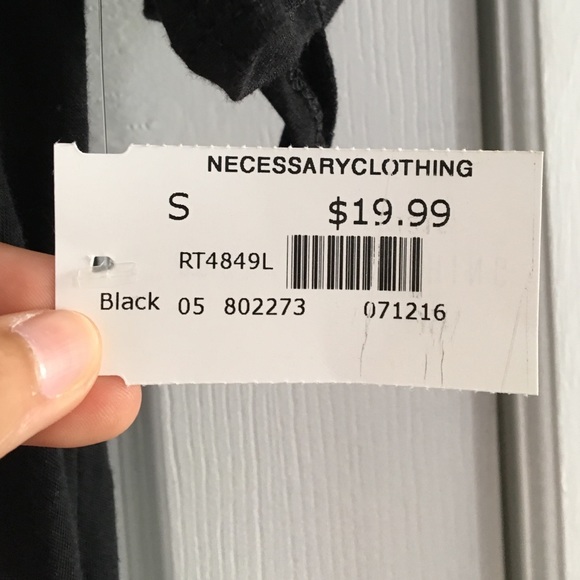 NECESSARYCLOTHING
S $19.99
RT4849L
Black 05 802273 071216